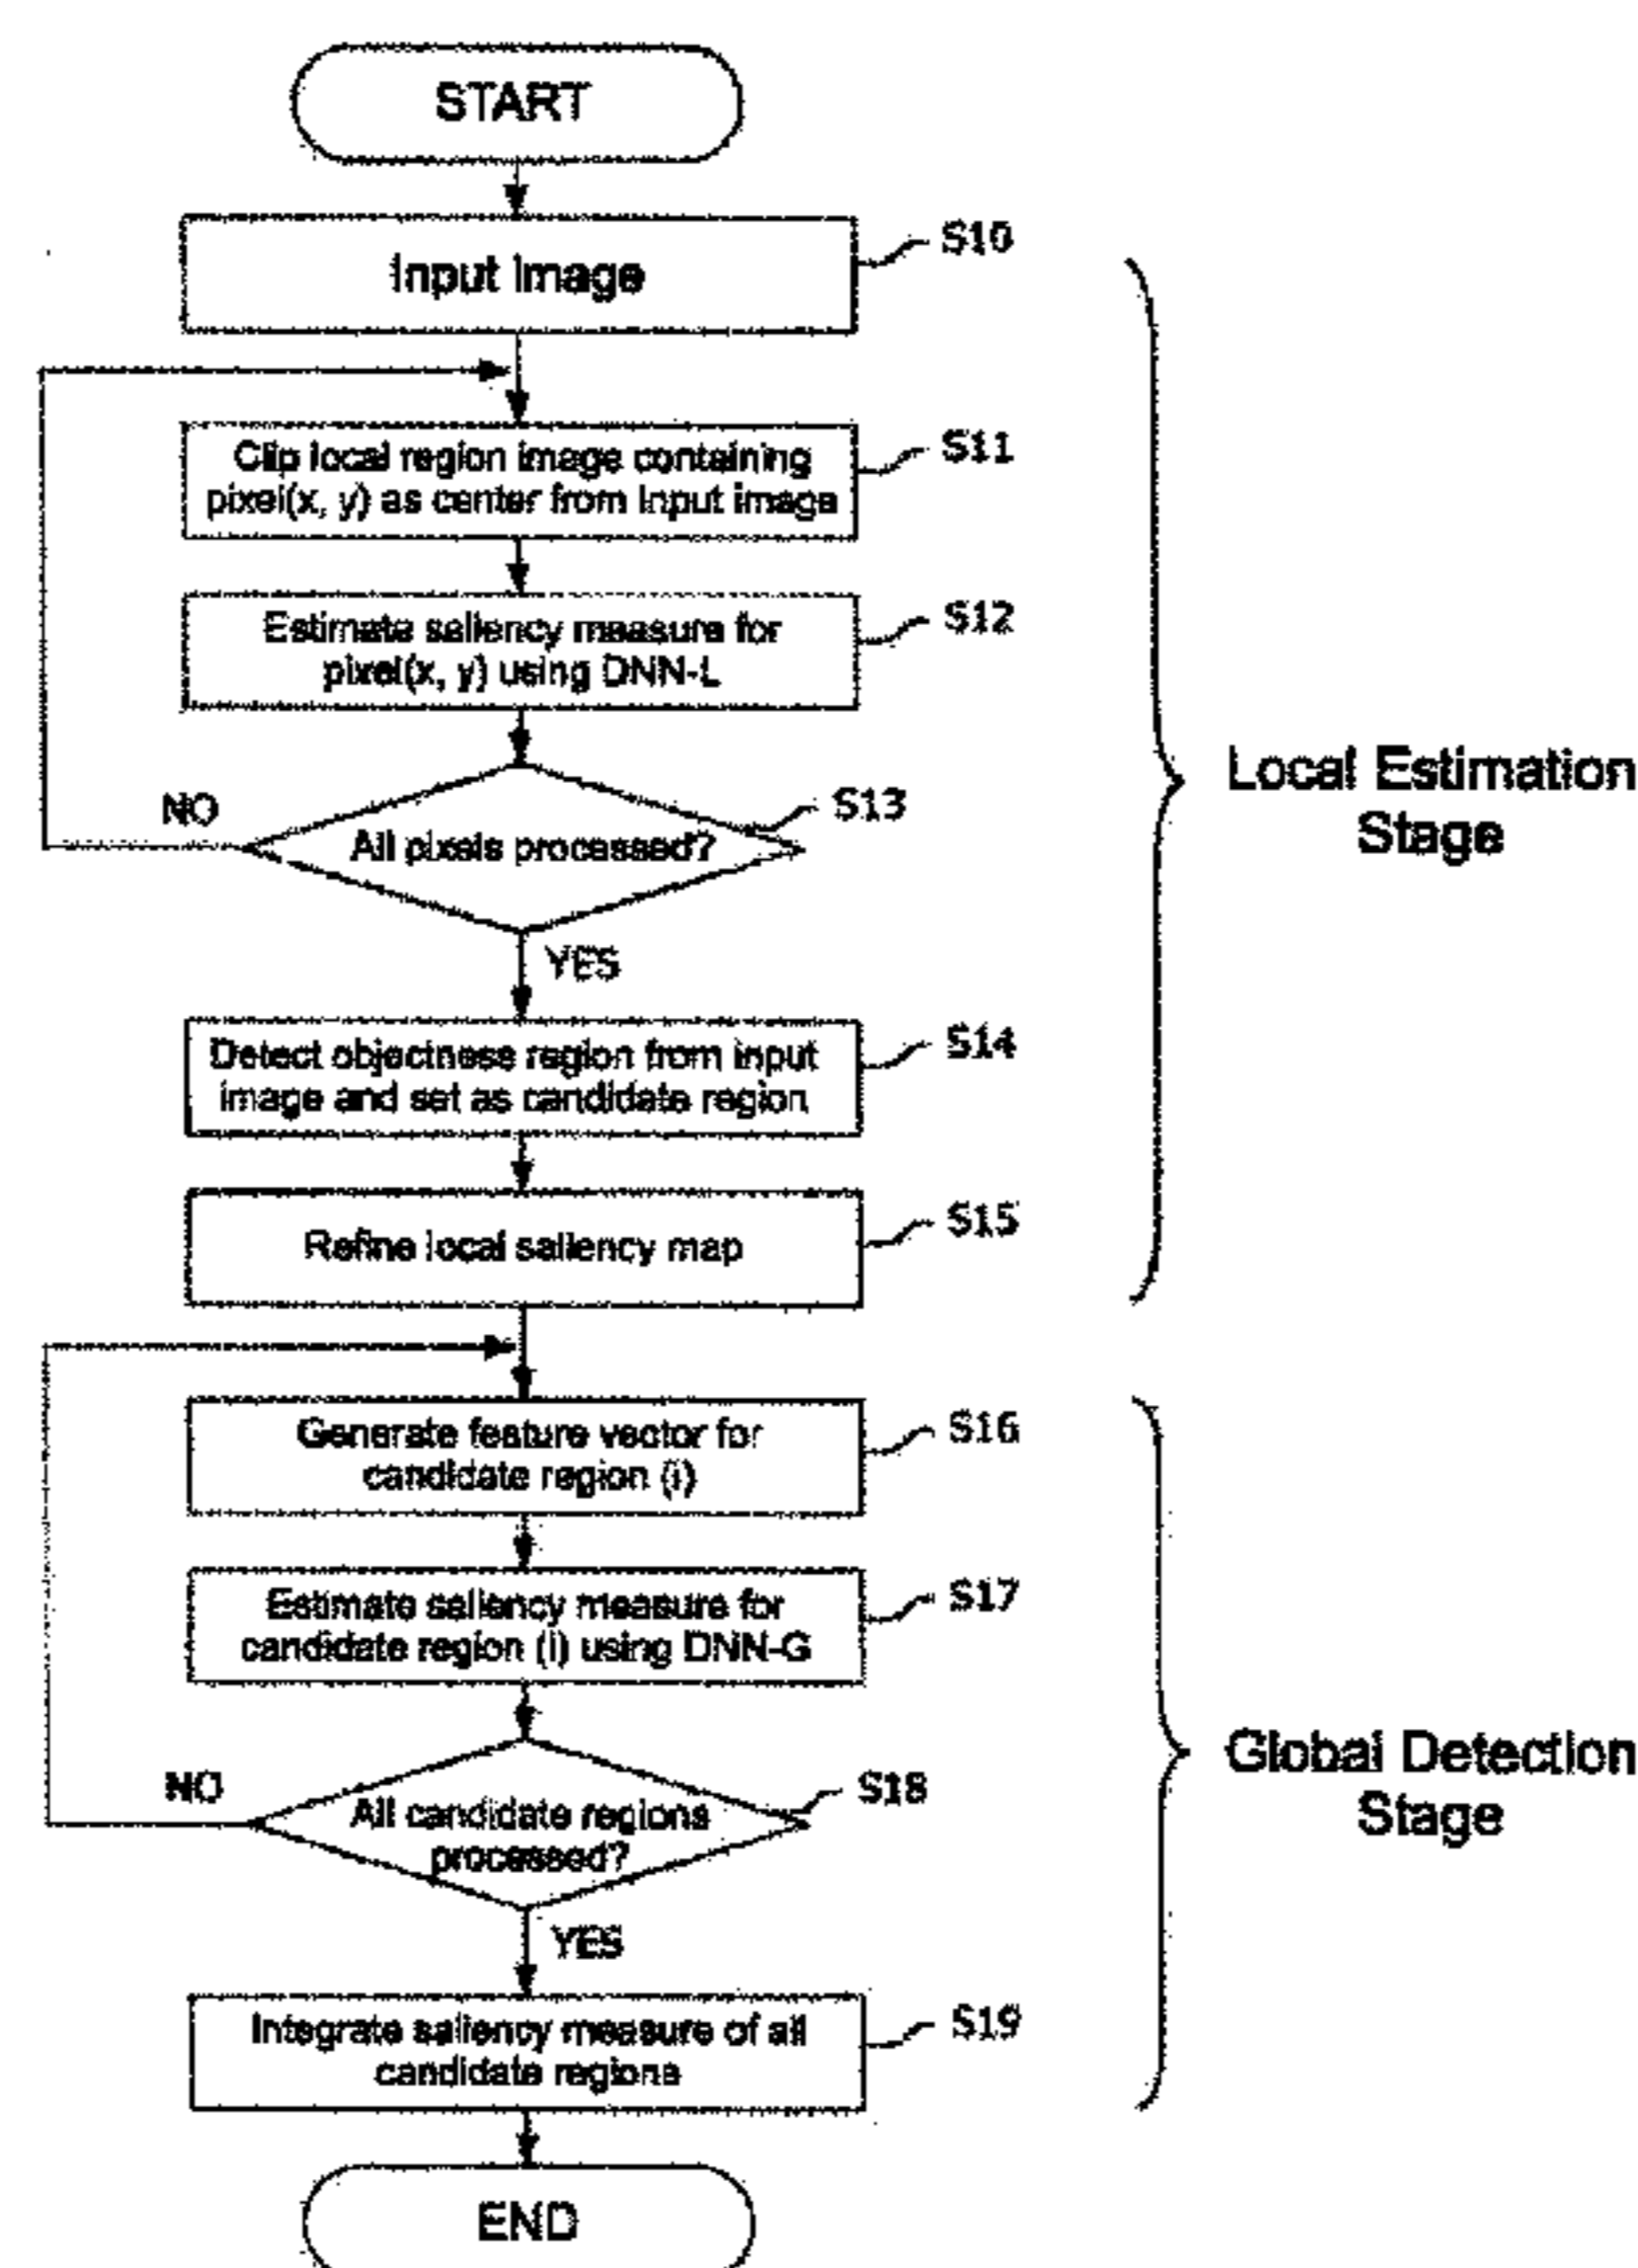 START
Input Image
S10
Clip local region image containing
pixel(x, y) as center from Input image
S11
Estimate saliency measure for
pixel(x, y) using DNN-L
S12
All pixels processed?
S13
NO
YES
Local Estimation
Stage
Detect objectness region from input
image and set as candidate region
S14
Refine local saliency map
S15
Generate feature vector for
candidate region (i)
S16
Estimate saliency measure for
candidate region (i) using DNN-G
S17
All candidate regions
processed?
S18
NO
YES
Global Detection
Stage
Integrate saliency measure of all
candidate regions
S19
END